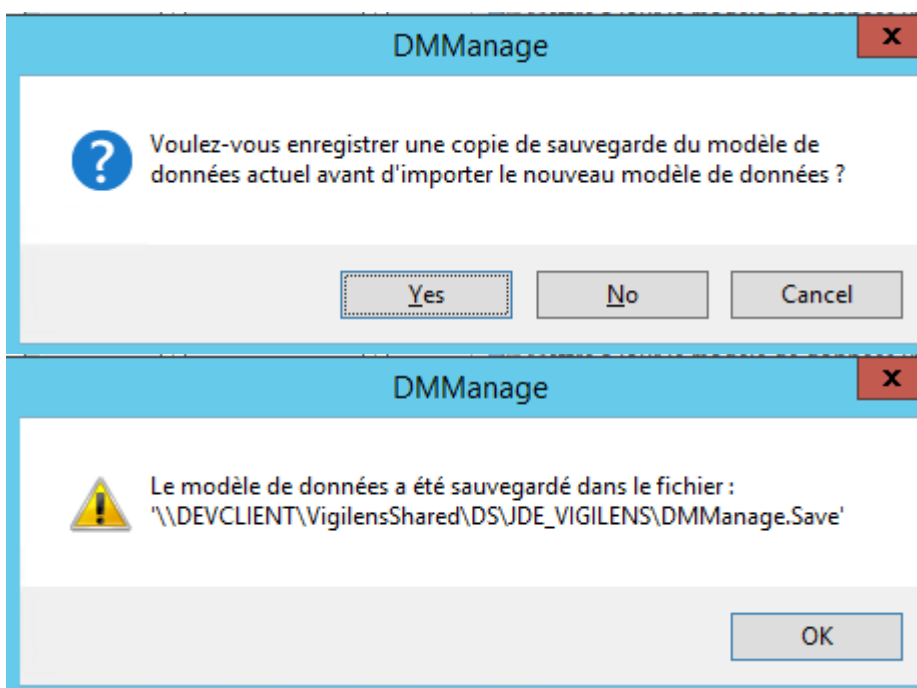 DMManage
x
Voulez-vous enregistrer une copie de sauvegarde du modèle de
données actuel avant d'importer le nouveau modèle de données ?
Yes
No
Cancel
DMManage
x
Le modèle de données a été sauvegardé dans le fichier :
'\\DEVCLIENT\VigilensShared\DS\JDE_VIGILENS\DMManage.Save'
OK